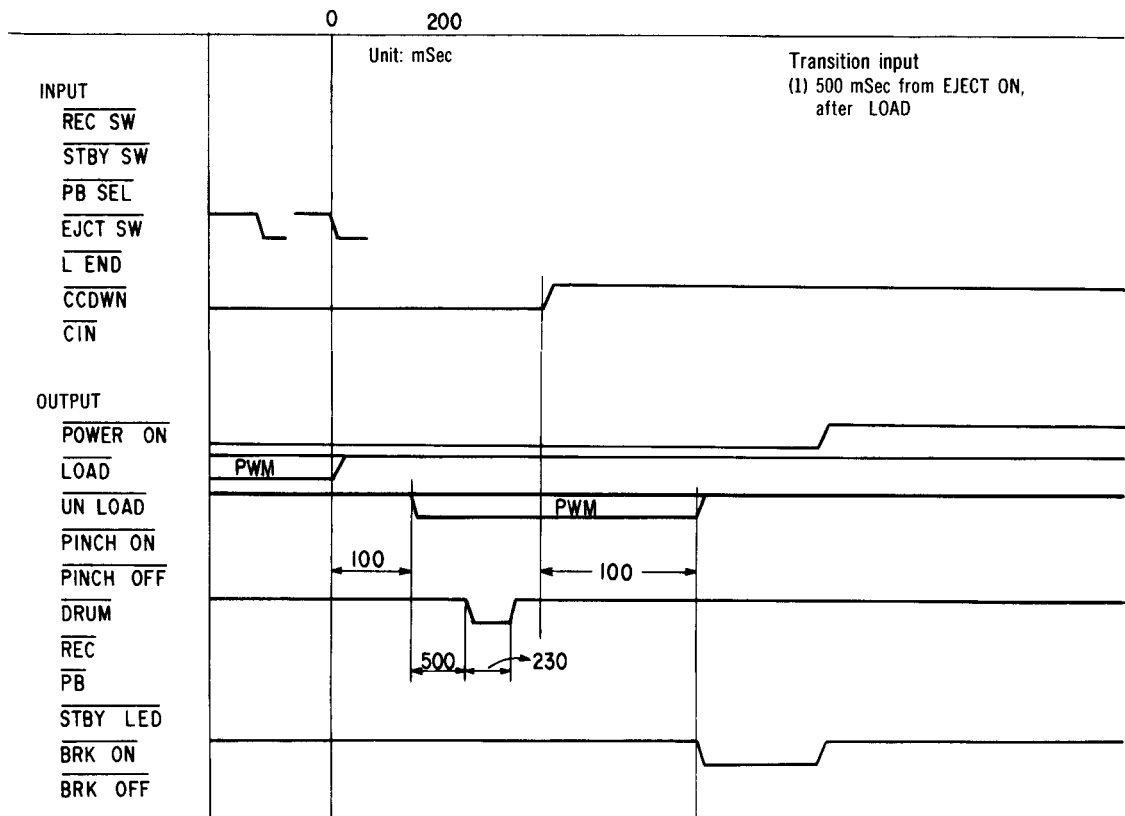 0 200
Unit: mSec
Transition input
(1) 500 mSec from EJECT ON,
after LOAD
INPUT
REC SW
STBY SW
PB SEL
EJCT SW
L END
CCDWN
CIN
OUTPUT
POWER ON
LOAD PWM
UN LOAD PWM
PINCH ON
100 100
PINCH OFF
DRUM
REC
500 230
PB
STBY LED
BRK ON
BRK OFF